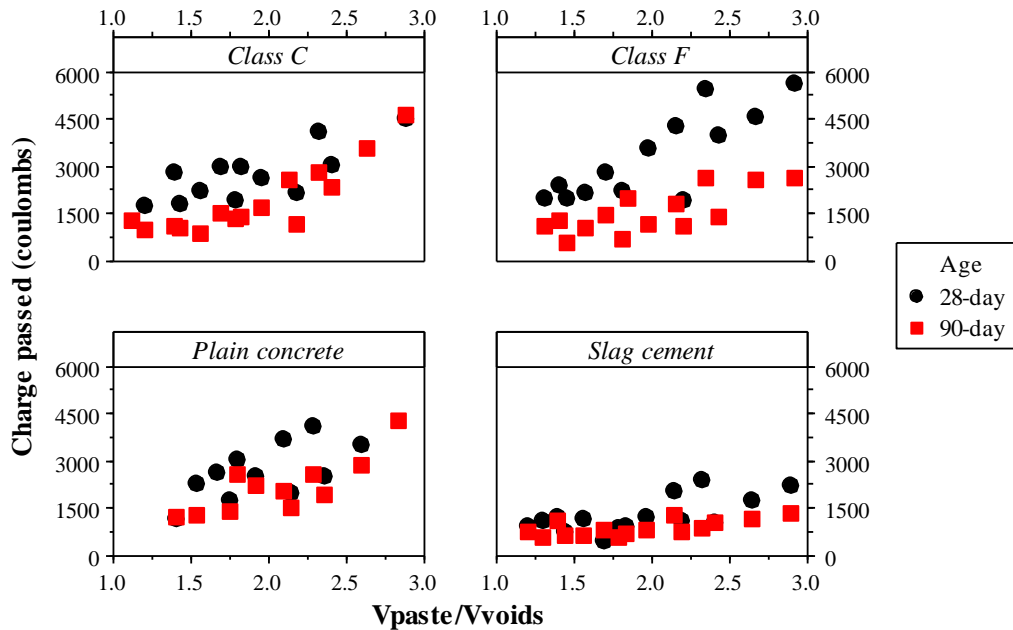 1.0 1.5 2.0 2.5 3.0 1.0 1.5 2.0 2.5 3.0
Class C
Class F
6000 6000
4500 4500
3000 3000
1500 1500
0 0
Charge passed (coulombs)
Age
28-day
90-day
Plain concrete
Slag cement
6000 6000
4500 4500
3000 3000
1500 1500
0 0
1.0 1.5 2.0 2.5 3.0 1.0 1.5 2.0 2.5 3.0
Vpaste/Vvoids